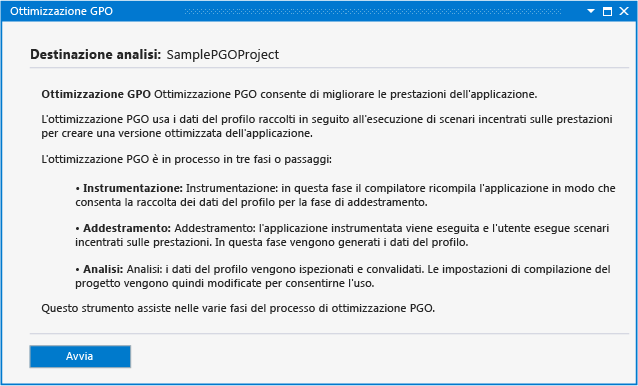 Ottimizzazione GPO
Destinazione analisi: SamplePGOProject
Ottimizzazione GPO Ottimizzazione PGO consente di migliorare le prestazioni dell'applicazione.
L'ottimizzazione PGO usa i dati del profilo raccolti in seguito all'esecuzione di scenari incentrati sulle prestazioni
per creare una versione ottimizzata dell'applicazione.
L'ottimizzazione PGO è in processo in tre fasi o passaggi:
• Instrumentazione: Instrumentazione: in questa fase il compilatore ricompila l'applicazione in modo che
consenta la raccolta dei dati del profilo per la fase di addestramento.
• Addestramento: Addestramento: l'applicazione instrumentata viene eseguita e l'utente esegue scenari
incentrati sulle prestazioni. In questa fase vengono generati i dati del profilo.
• Analisi: Analisi: i dati del profilo vengono ispezionati e convalidati. Le impostazioni di compilazione del
progetto vengono quindi modificate per consentirne l'uso.
Questo strumento assiste nelle varie fasi del processo di ottimizzazione PGO.
Avvia